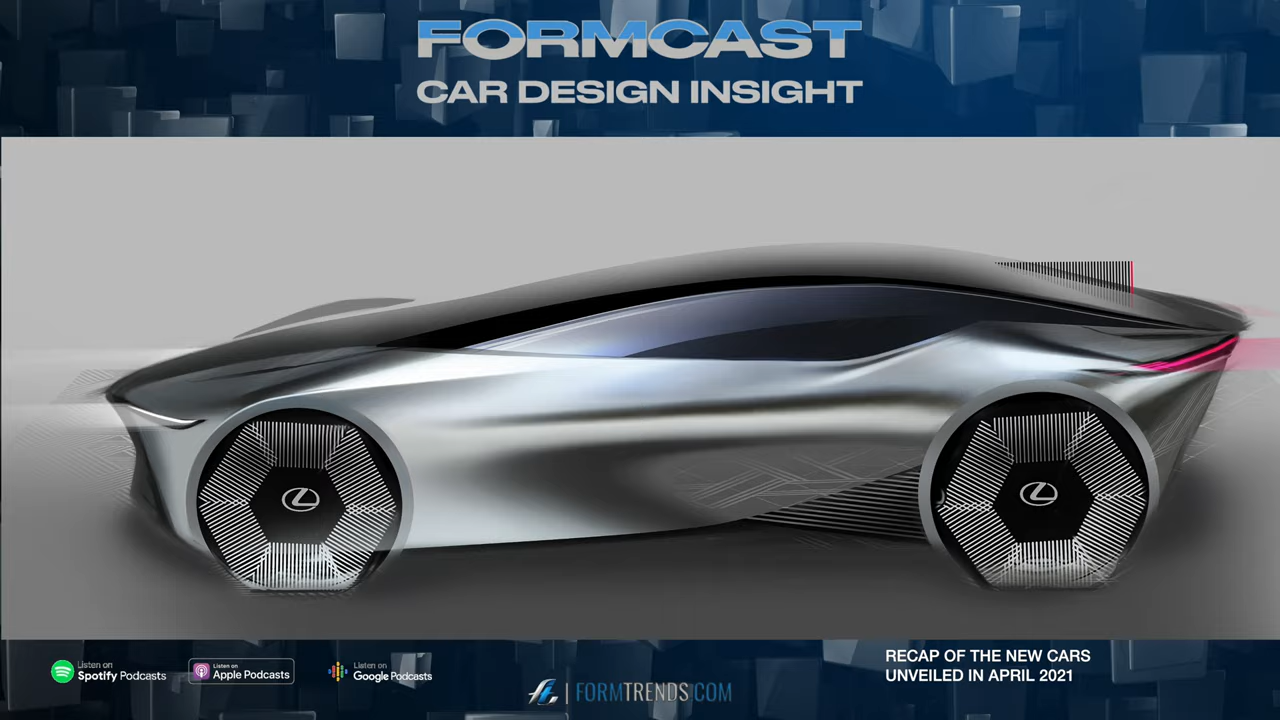 FORMCAST
CAR DESIGN INSIGHT
Listen on
Spotify Podcasts
Listen on
Apple Podcasts
Listen on
Google Podcasts
FORMTRENDS.COM
RECAP OF THE NEW CARS
UNVEILED IN APRIL 2021